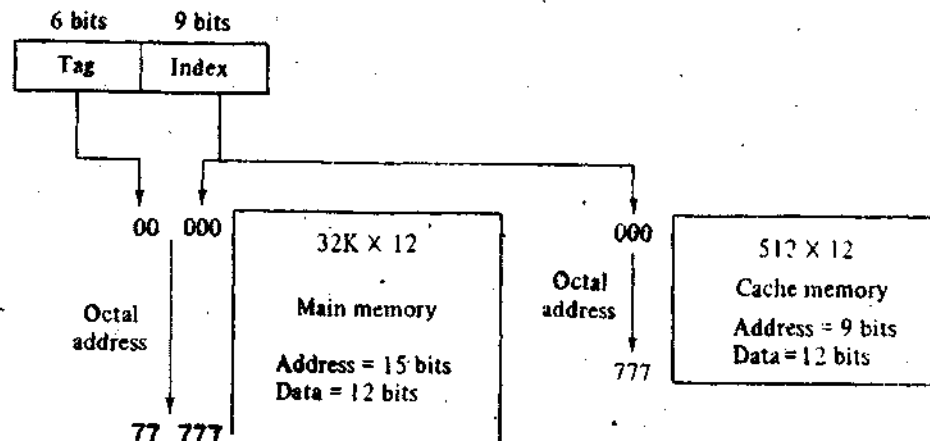 6 bits 9 bits
Tag Index
00 000
32K × 12
Main memory
Address = 15 bits
Data = 12 bits
Octal
address
77 777
000
512 × 12
Cache memory
Address = 9 bits
Data = 12 bits
Octal
address
777